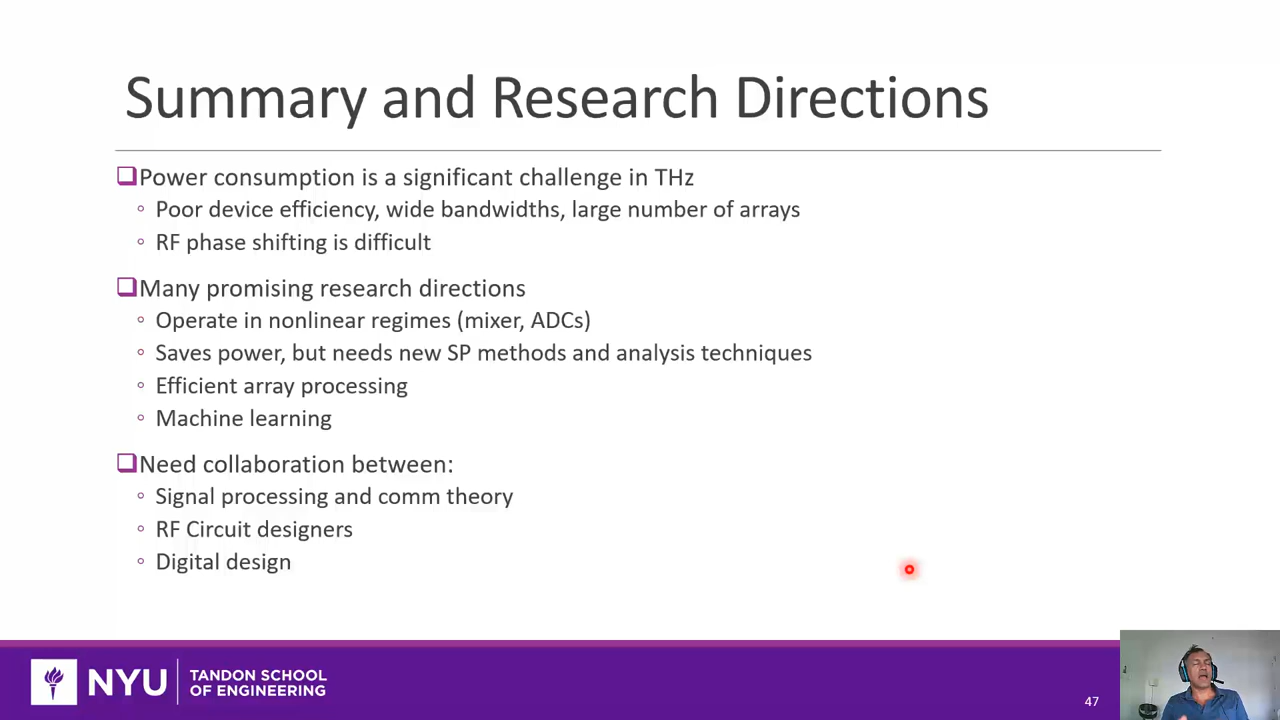 Summary and Research Directions
Power consumption is a significant challenge in THz
Poor device efficiency, wide bandwidths, large number of arrays
RF phase shifting is difficult
Many promising research directions
Operate in nonlinear regimes (mixer, ADCs)
Saves power, but needs new SP methods and analysis techniques
Efficient array processing
Machine learning
Need collaboration between:
Signal processing and comm theory
RF Circuit designers
Digital design
NYU
TANDON SCHOOL
OF ENGINEERING
47